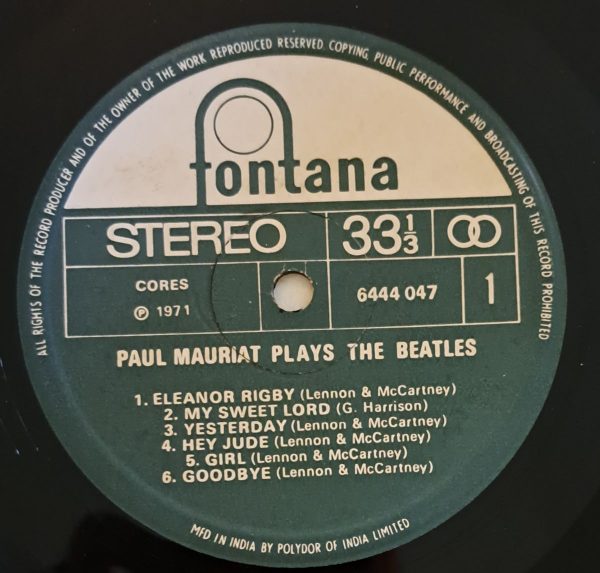 ALL RIGHTS OF THE RECORD PRODUCER AND OF THE OWNER OF THE WORK REPRODUCED RESERVED. COPYING, PUBLIC PERFORMANCE AND BROADCASTING OF THIS RECORD PROHIBITED
fontana
STEREO 33 1/3
CORES 6444 047 1
℗ 1971
PAUL MAURIAT PLAYS THE BEATLES
1. ELEANOR RIGBY (Lennon & McCartney)
2. MY SWEET LORD (G. Harrison)
3. YESTERDAY (Lennon & McCartney)
4. HEY JUDE (Lennon & McCartney)
5. GIRL (Lennon & McCartney)
6. GOODBYE (Lennon & McCartney)
MFD IN INDIA BY POLYDOR OF INDIA LIMITED